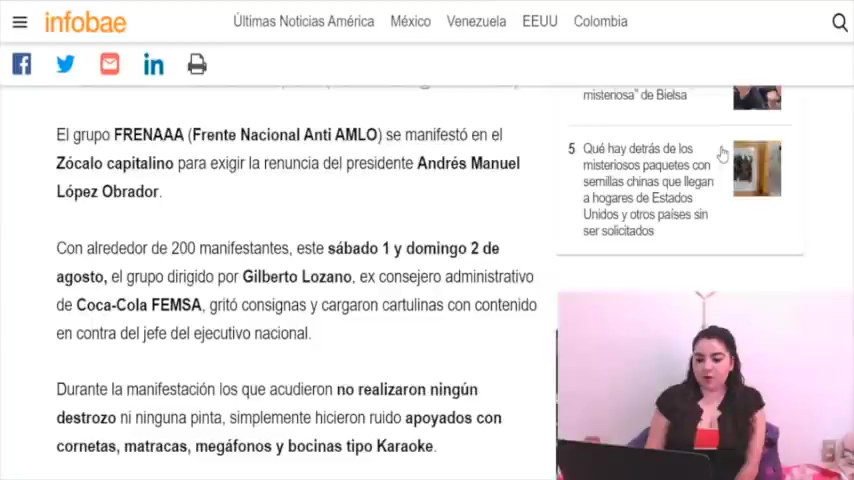 infobae
Últimas Noticias América México Venezuela EEUU Colombia
misteriosa" de Bielsa
5 Qué hay detrás de los
misteriosos paquetes con
semillas chinas que llegan
a hogares de Estados
Unidos y otros países sin
ser solicitados
El grupo FRENAAA (Frente Nacional Anti AMLO) se manifestó en el
Zócalo capitalino para exigir la renuncia del presidente Andrés Manuel
López Obrador.
Con alrededor de 200 manifestantes, este sábado 1 y domingo 2 de
agosto, el grupo dirigido por Gilberto Lozano, ex consejero administrativo
de Coca-Cola FEMSA, gritó consignas y cargaron cartulinas con contenido
en contra del jefe del ejecutivo nacional.
Durante la manifestación los que acudieron no realizaron ningún
destrozo ni ninguna pinta, simplemente hicieron ruido apoyados con
cornetas, matracas, megáfonos y bocinas tipo Karaoke.